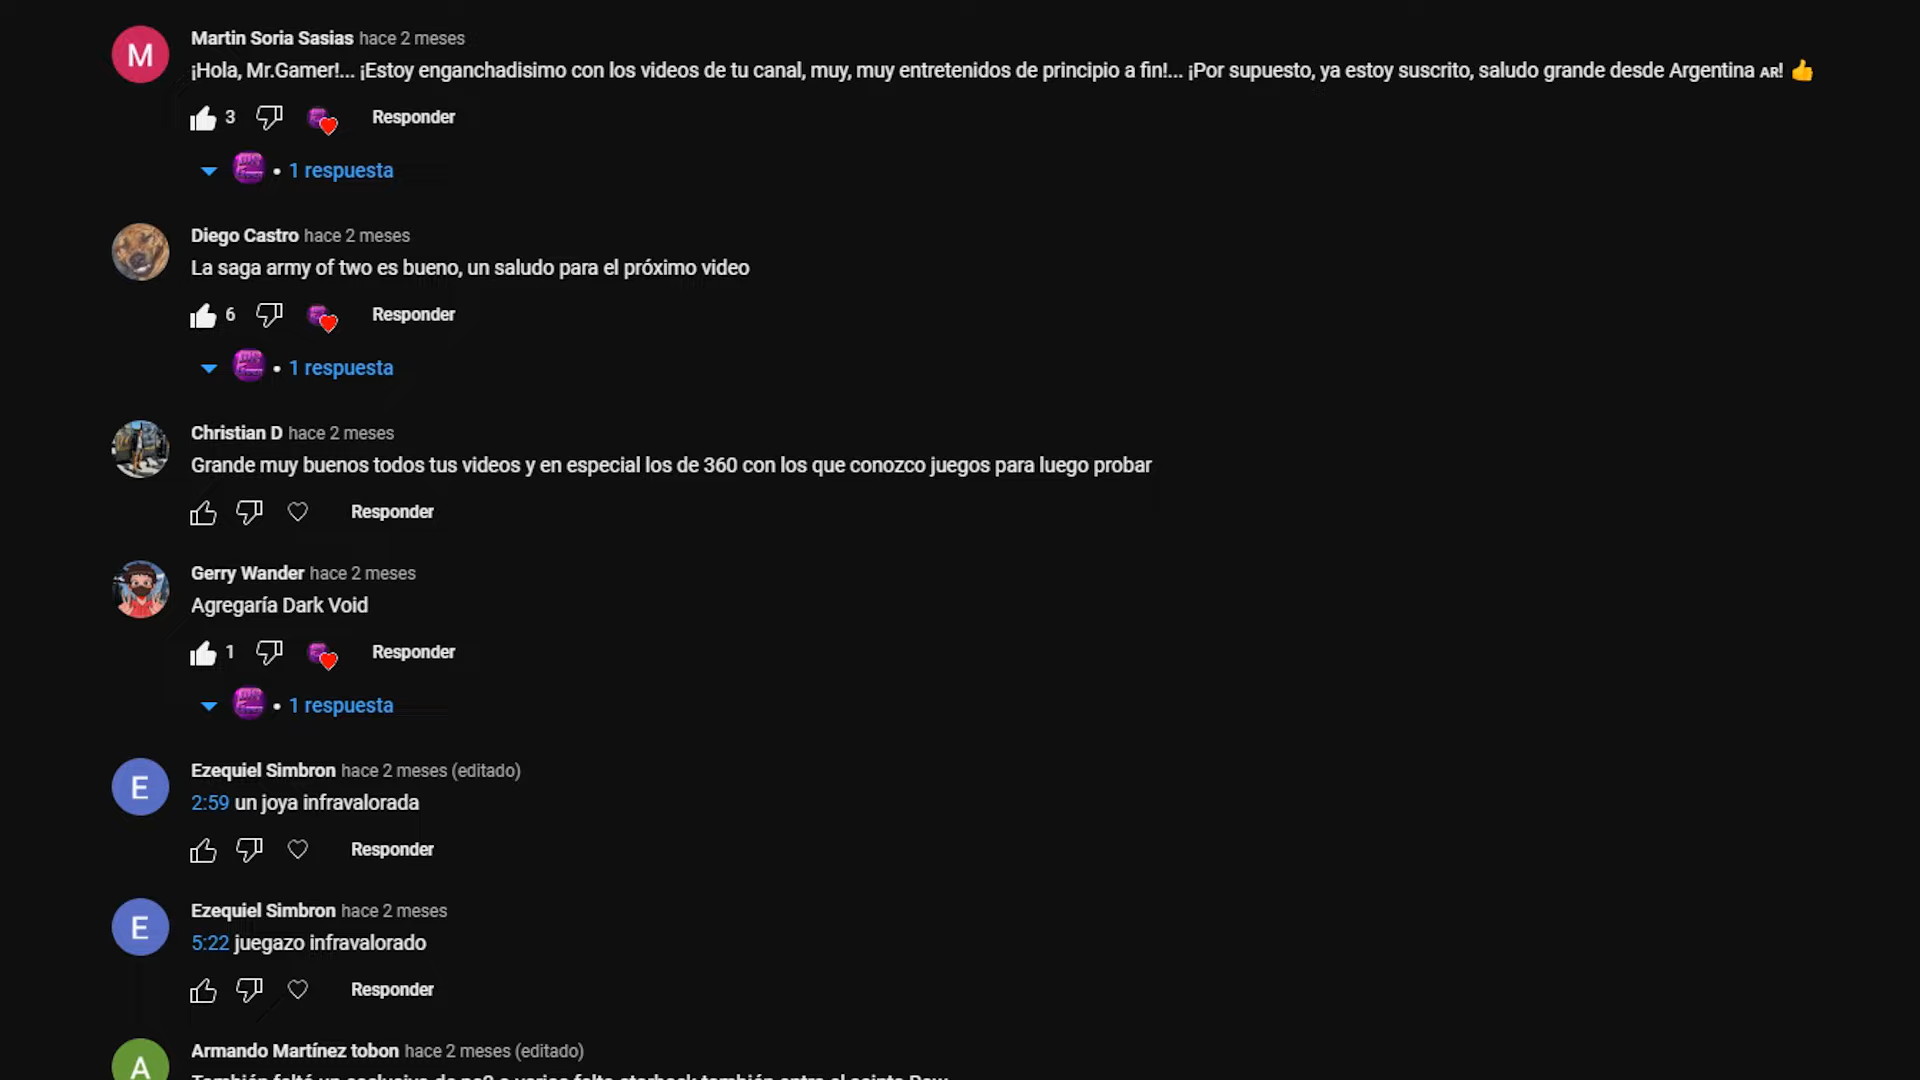 M
Martin Soria Sasias hace 2 meses
¡Hola, Mr.Gamer!... ¡Estoy enganchadisimo con los videos de tu canal, muy, muy entretenidos de principio a fin!... ¡Por supuesto, ya estoy suscrito, saludo grande desde Argentina AR! 👍
3 Responder
• 1 respuesta
Diego Castro hace 2 meses
La saga army of two es bueno, un saludo para el próximo video
6 Responder
• 1 respuesta
Christian D hace 2 meses
Grande muy buenos todos tus videos y en especial los de 360 con los que conozco juegos para luego probar
Responder
Gerry Wander hace 2 meses
Agregaría Dark Void
1 Responder
• 1 respuesta
E
Ezequiel Simbron hace 2 meses (editado)
2:59 un joya infravalorada
Responder
E
Ezequiel Simbron hace 2 meses
5:22 juegazo infravalorado
Responder
A
Armando Martínez tobon hace 2 meses (editado)
También faltó un